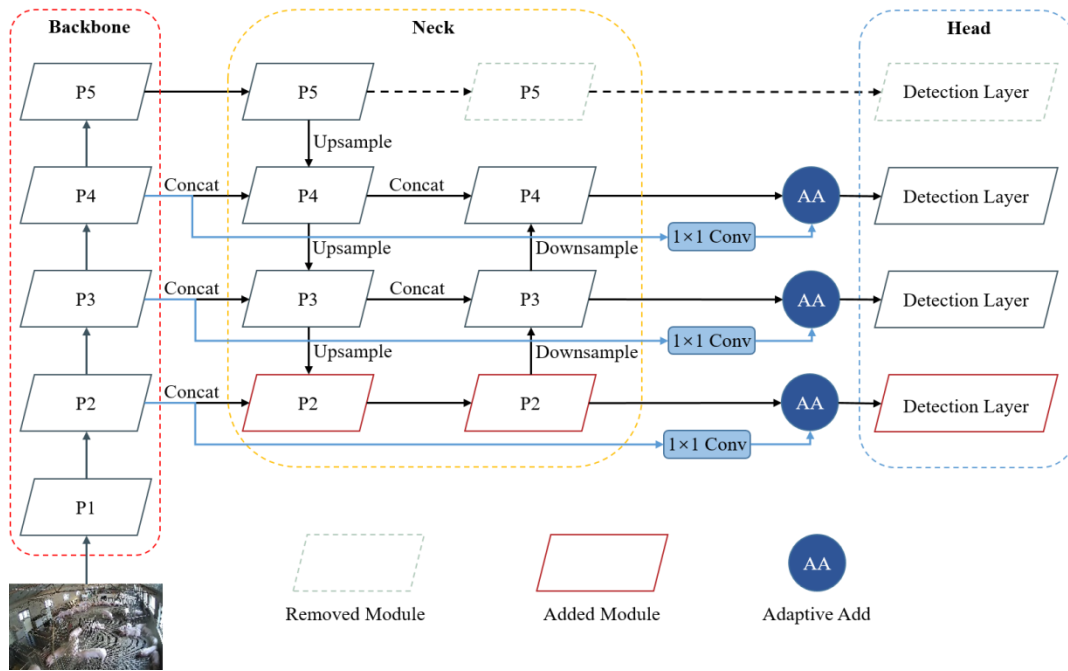 Backbone
Neck
Head
P5
P5
P5
Detection Layer
Upsample
P4
Concat
P4
Concat
P4
AA
Detection Layer
1×1 Conv
Upsample
Downsample
P3
Concat
P3
Concat
P3
AA
Detection Layer
1×1 Conv
Upsample
Downsample
P2
Concat
P2
P2
AA
Detection Layer
1×1 Conv
P1
AA
Removed Module
Added Module
Adaptive Add